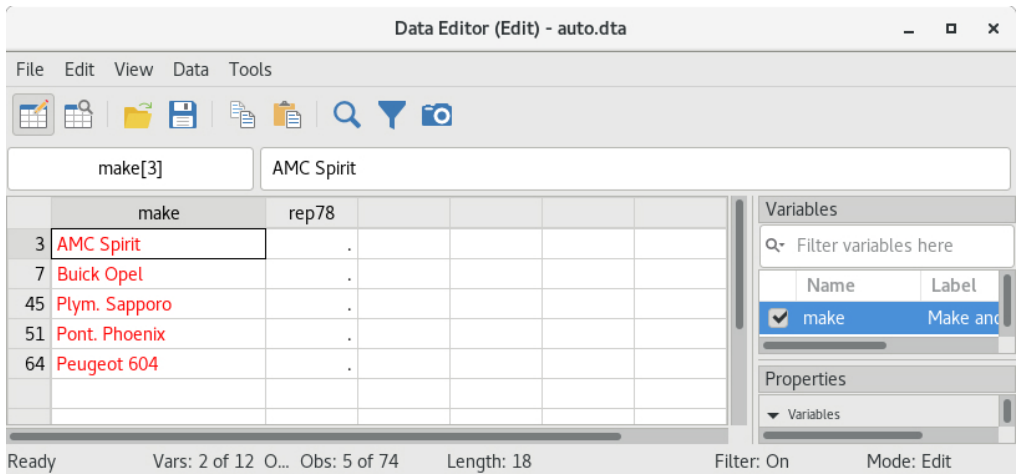 Data Editor (Edit) - auto.dta
File Edit View Data Tools
make[3] AMC Spirit
make rep78
3 AMC Spirit .
7 Buick Opel .
45 Plym. Sapporo .
51 Pont. Phoenix .
64 Peugeot 604 .
Variables
Filter variables here
Name Label
make Make and
Properties
Variables
Ready Vars: 2 of 12 O... Obs: 5 of 74 Length: 18 Filter: On Mode: Edit